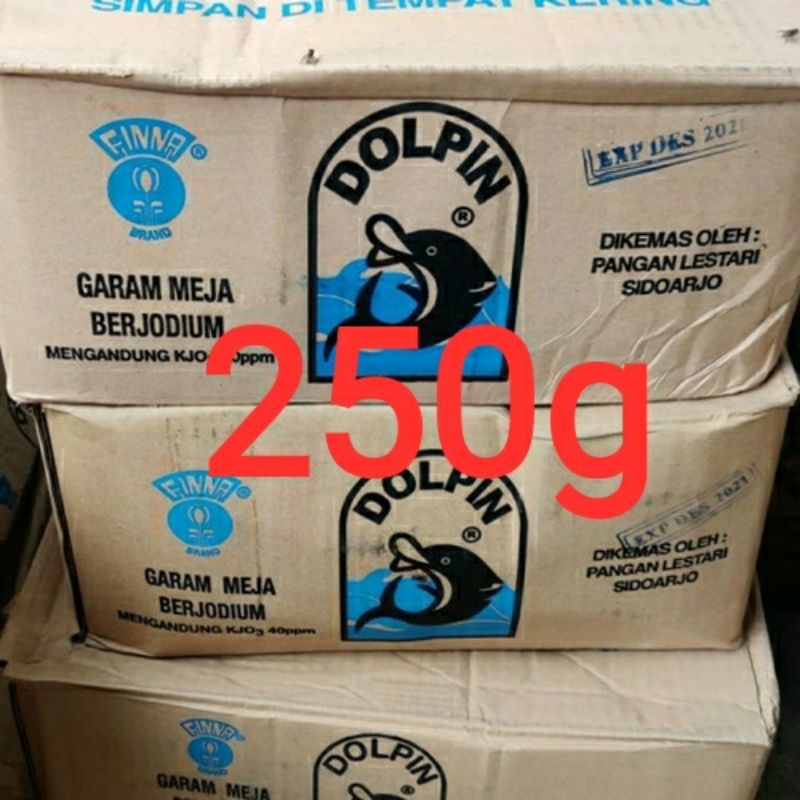 SIMPAN DI TEMPAT KERING
FINNA ®
BRAND
DOLPIN
®
EXP DES 2021
GARAM MEJA
BERJODIUM
DIKEMAS OLEH :
PANGAN LESTARI
SIDOARJO
MENGANDUNG
250g
FINNA ®
BRAND
DOLPIN
®
EXP DES 2021
GARAM MEJA
BERJODIUM
MENGANDUNG KJO3 40ppm
DIKEMAS OLEH :
PANGAN LESTARI
SIDOARJO
FINNA ®
BRAND
DOLPIN
GARAM MEJA